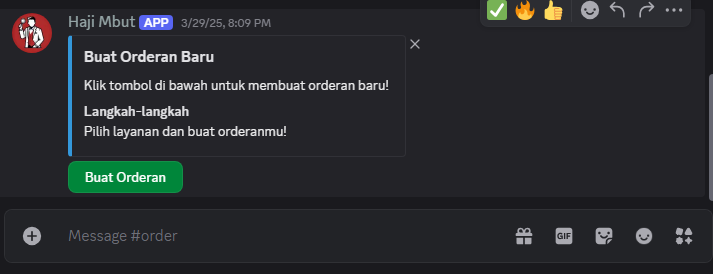 Haji Mbut APP 3/29/25, 8:09 PM
Buat Orderan Baru
Klik tombol di bawah untuk membuat orderan baru!
Langkah-langkah
Pilih layanan dan buat orderanmu!
Buat Orderan
Message #order
GIF